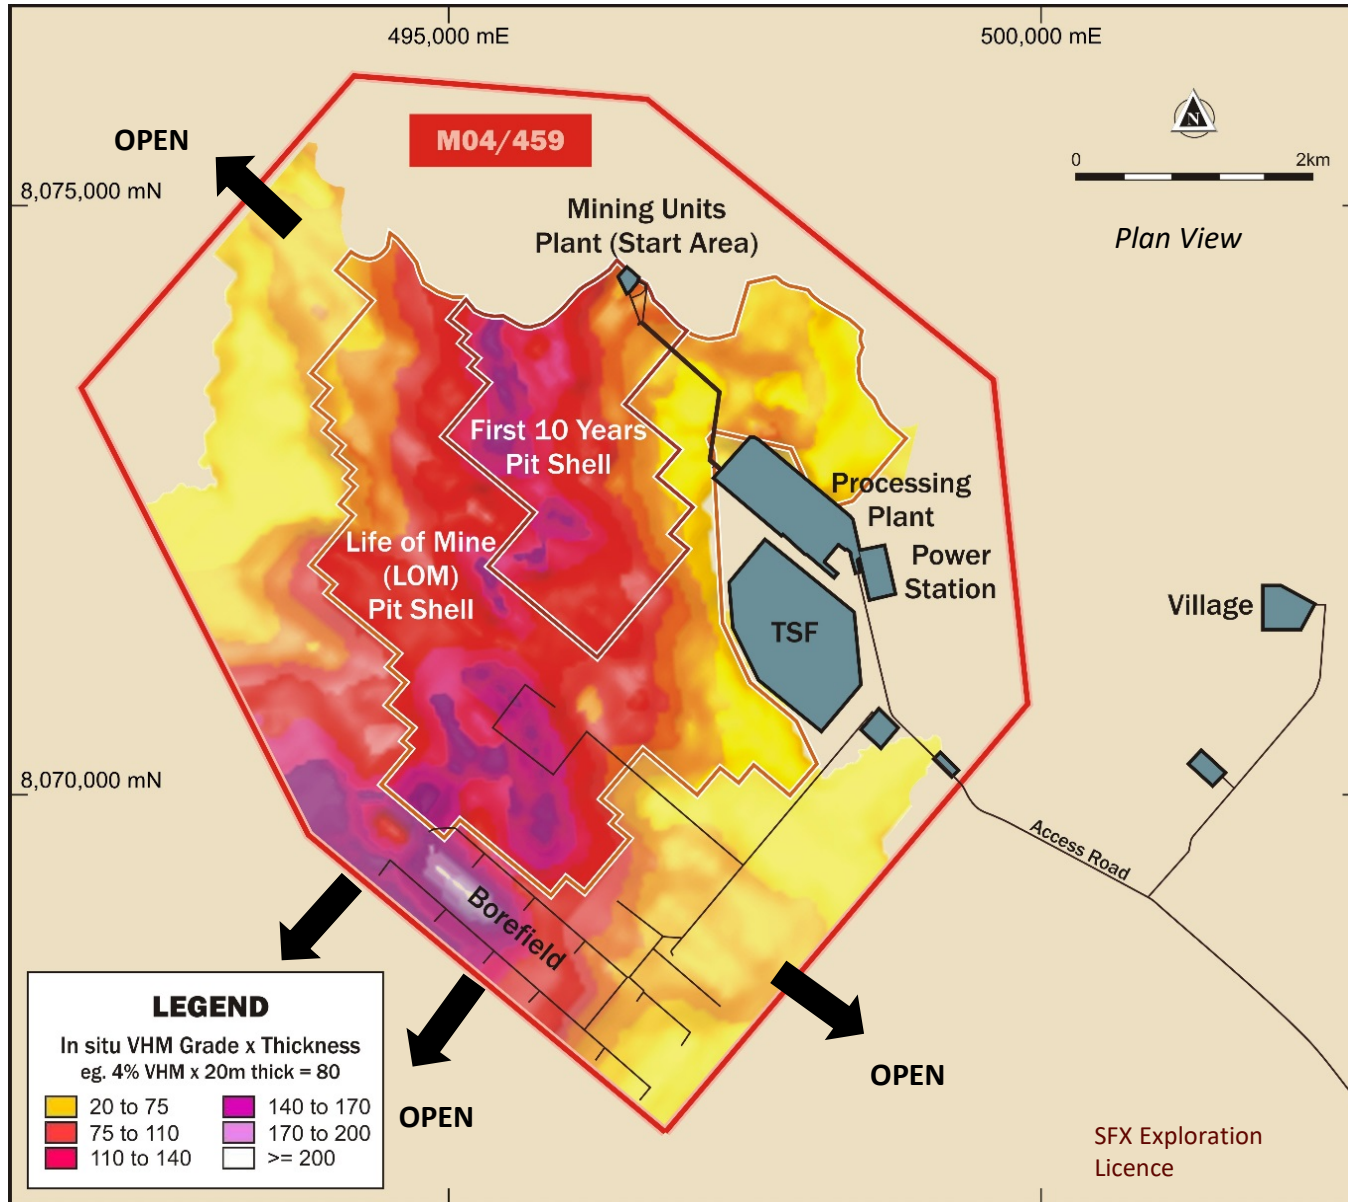 495,000 mE
500,000 mE
OPEN
M04/459
N
0
2km
8,075,000 mN
Mining Units
Plant (Start Area)
Plan View
First 10 Years
Pit Shell
Processing
Plant
Life of Mine
(LOM)
Pit Shell
Power
Station
Village
TSF
8,070,000 mN
Access Road
Borefield
LEGEND
In situ VHM Grade x Thickness
eg. 4% VHM x 20m thick = 80
20 to 75
140 to 170
75 to 110
170 to 200
110 to 140
>= 200
OPEN
OPEN
SFX Exploration
Licence